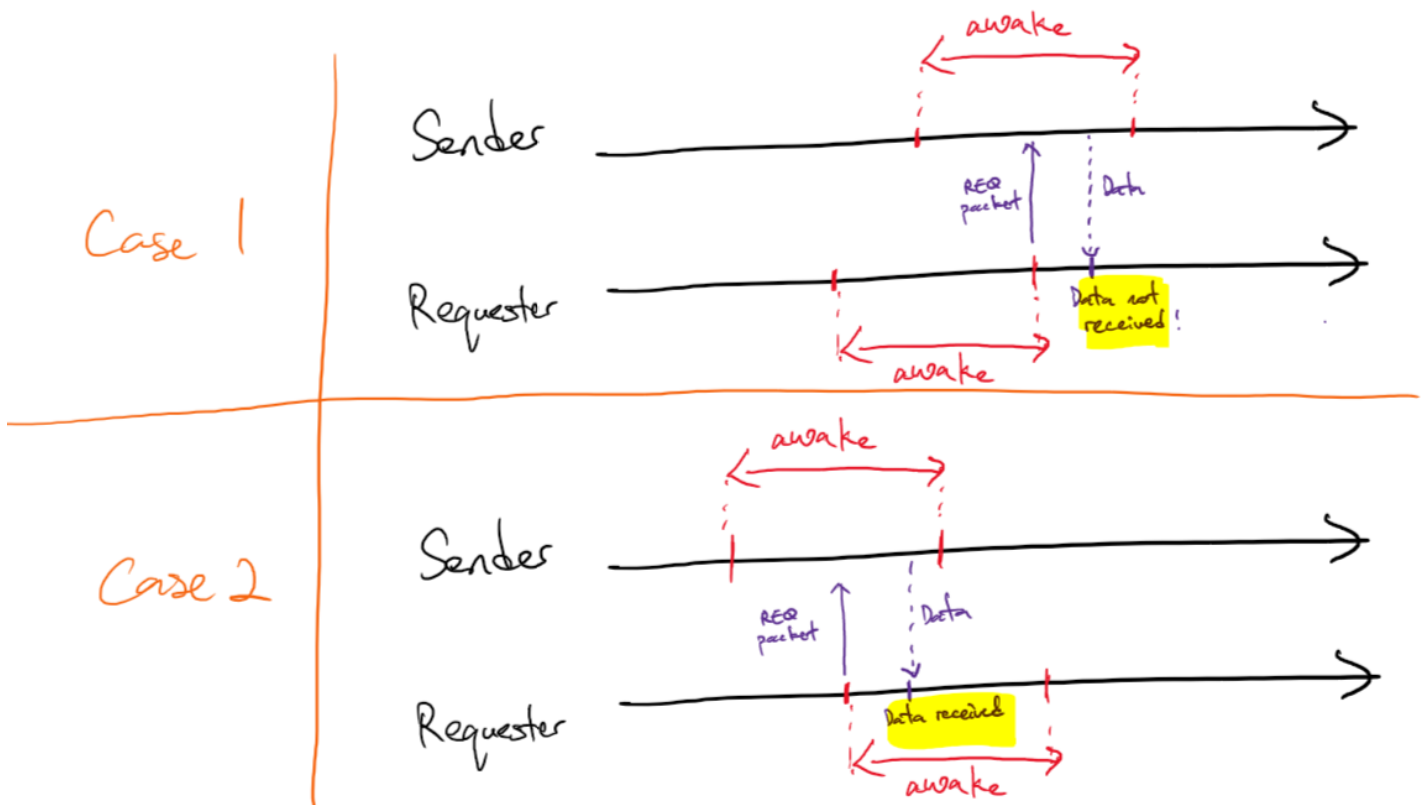 awake
Sender
REQ
packet
Data
Case 1
Requester
Data not
received!
awake
awake
Case 2
Sender
REQ
packet
Data
Requester
Data received
awake